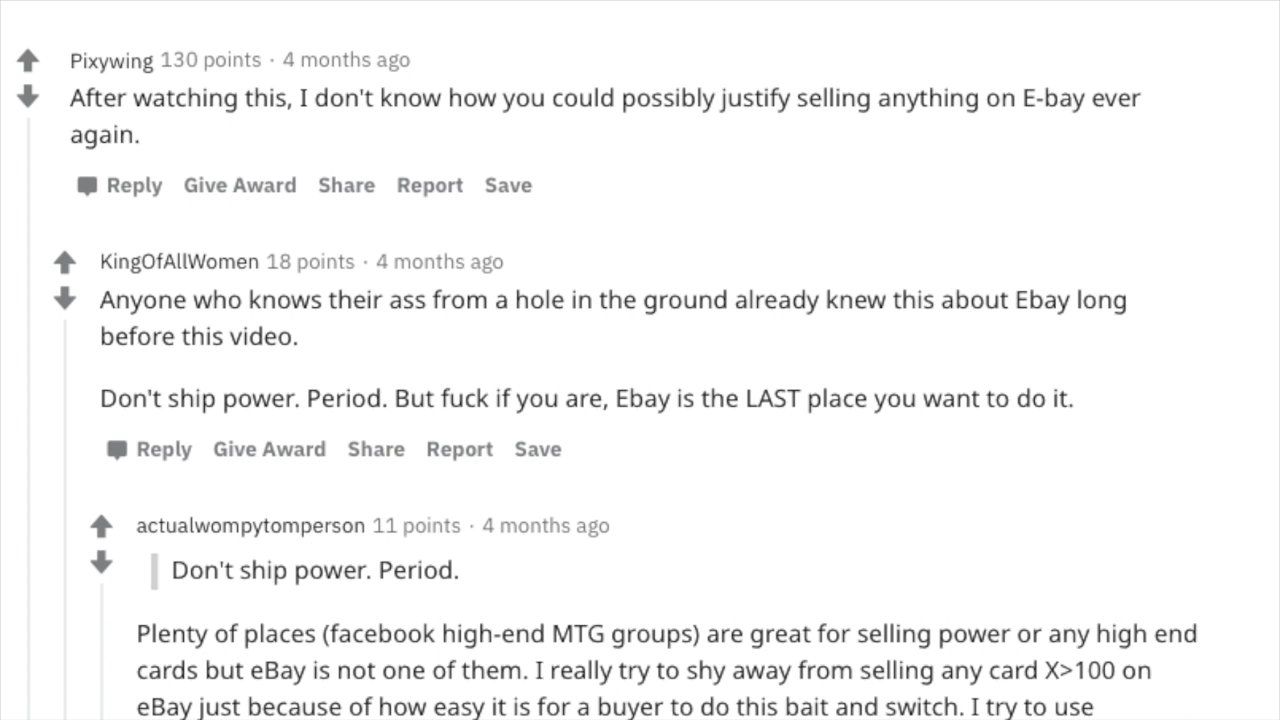 Pixywing 130 points · 4 months ago
After watching this, I don't know how you could possibly justify selling anything on E-bay ever
again.
Reply Give Award Share Report Save
KingOfAllWomen 18 points · 4 months ago
Anyone who knows their ass from a hole in the ground already knew this about Ebay long
before this video.
Don't ship power. Period. But fuck if you are, Ebay is the LAST place you want to do it.
Reply Give Award Share Report Save
actualwompytomperson 11 points · 4 months ago
Don't ship power. Period.
Plenty of places (facebook high-end MTG groups) are great for selling power or any high end
cards but eBay is not one of them. I really try to shy away from selling any card X>100 on
eBay just because of how easy it is for a buyer to do this bait and switch. I try to use